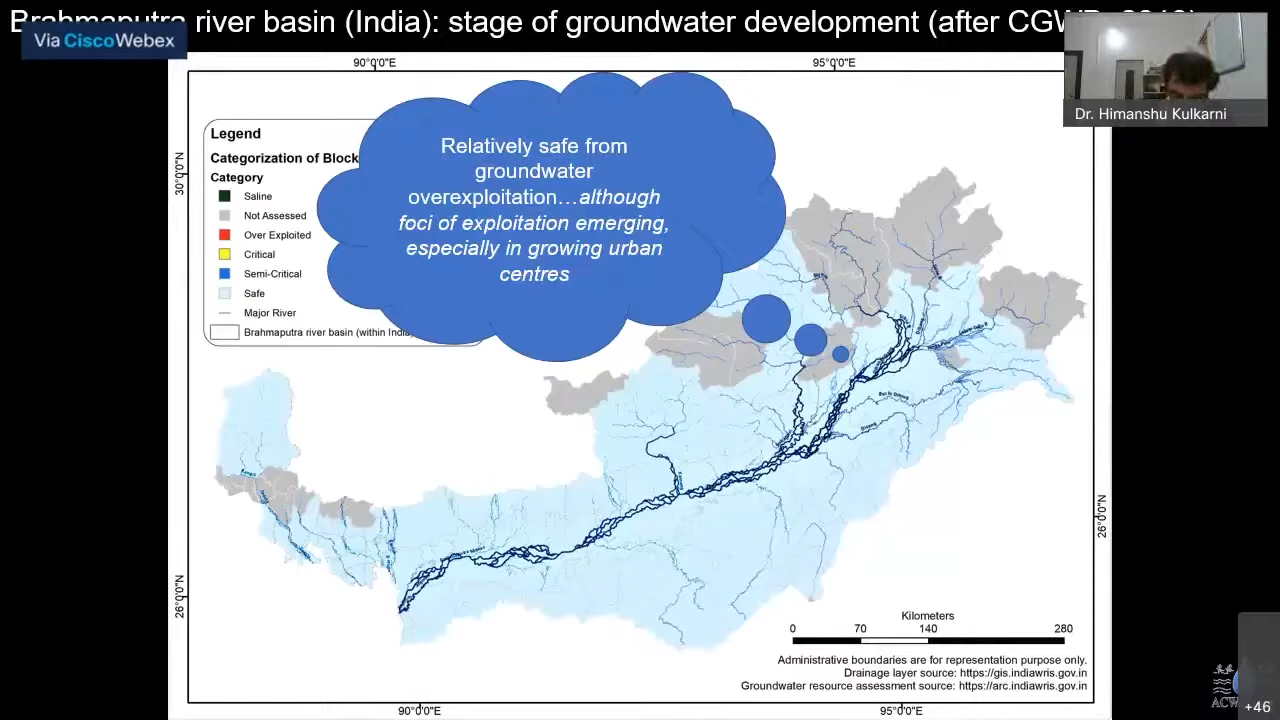 Brahmaputra river basin (India): stage of groundwater development (after CGWB,
Via Cisco Webex
Dr. Himanshu Kulkarni
90°0'0"E
95°0'0"E
30°0'0"N
Legend
Categorization of Block
Category
Saline
Not Assessed
Over Exploited
Critical
Semi-Critical
Safe
Major River
Brahmaputra river basin (within India
Relatively safe from
groundwater
overexploitation...although
foci of exploitation emerging,
especially in growing urban
centres
26°0'0"N
26°0'0"N
Kilometers
0 70 140 280
Administrative boundaries are for representation purpose only.
Drainage layer source: https://gis.indiawris.gov.in
Groundwater resource assessment source: https://arc.indiawris.gov.in
90°0'0"E
95°0'0"E
+46